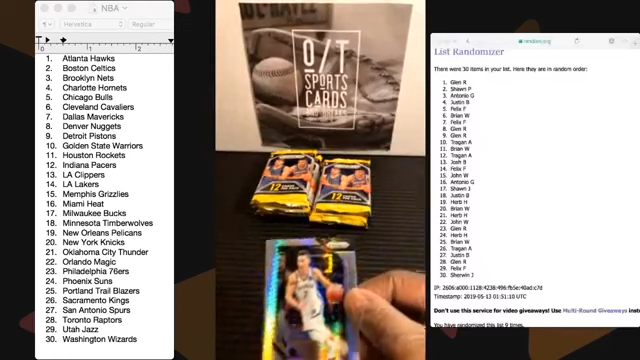 NBA
Helvetica
Regular
0
1
2
1. Atlanta Hawks
2. Boston Celtics
3. Brooklyn Nets
4. Charlotte Hornets
5. Chicago Bulls
6. Cleveland Cavaliers
7. Dallas Mavericks
8. Denver Nuggets
9. Detroit Pistons
10. Golden State Warriors
11. Houston Rockets
12. Indiana Pacers
13. LA Clippers
14. LA Lakers
15. Memphis Grizzlies
16. Miami Heat
17. Milwaukee Bucks
18. Minnesota Timberwolves
19. New Orleans Pelicans
20. New York Knicks
21. Oklahoma City Thunder
22. Orlando Magic
23. Philadelphia 76ers
24. Phoenix Suns
25. Portland Trail Blazers
26. Sacramento Kings
27. San Antonio Spurs
28. Toronto Raptors
29. Utah Jazz
30. Washington Wizards
O/T
SPORTS
CARDS
12
12
random.org
List Randomizer
There were 30 items in your list. Here they are in random order:
1. Glen R
2. Shawn P
3. Antonio G
4. Justin B
5. Felix F
6. Brian W
7. Felix F
8. Glen R
9. Glen R
10. Tragan A
11. Brian W
12. Tragan A
13. Josh B
14. Felix F
15. John W
16. Antonio G
17. Shawn J
18. Justin B
19. Herb H
20. Brian W
21. Herb H
22. John W
23. Glen R
24. Herb H
25. Brian W
26. Tragan A
27. Justin B
28. Glen R
29. Felix F
30. Sherwin J
Timestamp: 2019-05-13 01:51:10 UTC
Don't use this service for video giveaways! Use Multi-Round Giveaways
You have randomized this list 9 times.